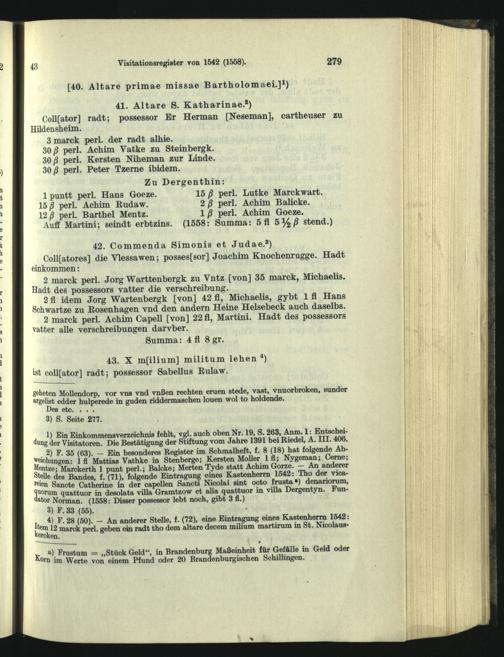 43 Visitationsregister von 1542 (1558). 279
[40. Altare primae missae Bartholomaei.]¹)
41. Altare S. Katharinae.²)
Coll[ator] radt; possessor Er Herman [Neseman], cartheuser zu
Hildensheim.
3 marck perl. der radt alhie.
30 β perl. Achim Vatke zu Steinbergk.
30 β perl. Kersten Niheman zur Linde.
30 β perl. Peter Tzerne ibidem.
Zu Dergenthin:
1 puntt perl. Hans Goeze. 15 β perl. Lutke Marckwart.
15 β perl. Achim Rudaw. 2 β perl. Achim Balicke.
12 β perl. Barthel Mentz. 1 β perl. Achim Goeze.
Auff Martini; seindt erbtzins. (1558: Summa: 5 fl 5½ β stend.)
42. Commenda Simonis et Judae.³)
Coll[atores] die Vlessawen; posses[sor] Joachim Knochenrugge. Hadt
einkommen:
2 marck perl. Jorg Warttenbergk zu Vntz [von] 35 marck, Michaelis.
Hadt des possessors vatter die verschreibung.
2 fl idem Jorg Wartenbergk [von] 42 fl, Michaelis, gybt 1 fl Hans
Schwartze zu Rosenhagen vnd den andern Heine Helsebeck auch daselbs.
2 marck perl. Achim Capell [von] 22 fl, Martini. Hadt des possessors
vatter alle verschreibungen darvber.
Summa: 4 fl 8 gr.
43. X m[ilium] militum lehen ⁴)
ist coll[ator] radt; possessor Sabellus Rulaw.
geheten Mollendorp, vor vns vnd vnßen rechten eruen stede, vast, vnuorbroken, sunder
argelist edder hulperede in guden riddermaschen louen wol to holdende.
Des etc. . . .
3) S. Seite 277.
1) Ein Einkommensverzeichnis fehlt, vgl. auch oben Nr. 19, S. 263, Anm. 1: Entschei-
dung der Visitatoren. Die Bestätigung der Stiftung vom Jahre 1391 bei Riedel, A. III. 406.
2) F. 35 (63). — Ein besonderes Register im Schmalheft, f. 8 (18) hat folgende Ab-
weichungen: 1 fl Mattias Vathke in Stenberge; Kersten Moller 1 fl; Nygeman; Cerne;
Mentze; Marckerth 1 punt perl.; Balcke; Merten Tyde statt Achim Gorze. — An anderer
Stelle des Bandes, f. (71), folgende Eintragung eines Kastenherrn 1542: Tho der vica-
reien Sancte Catherine in der capellen Sancti Nicolai sint octo frusta ᵃ) denariorum,
quorum quattuor in desolata villa Gramtzow et alia quattuor in villa Dergentyn. Fun-
dator Norman. (1558: Disser possessor lebt noch, gibt 3 fl.)
3) F. 33 (55).
4) F. 28 (50). — An anderer Stelle, f. (72), eine Eintragung eines Kastenherrn 1542:
Item 12 marck perl. geben ein radt tho dem altare decem milium martirum in St. Nicolaus-
kercken.
a) Frustum = „Stück Geld“, in Brandenburg Maßeinheit für Gefälle in Geld oder
Korn im Werte von einem Pfund oder 20 Brandenburgischen Schillingen.